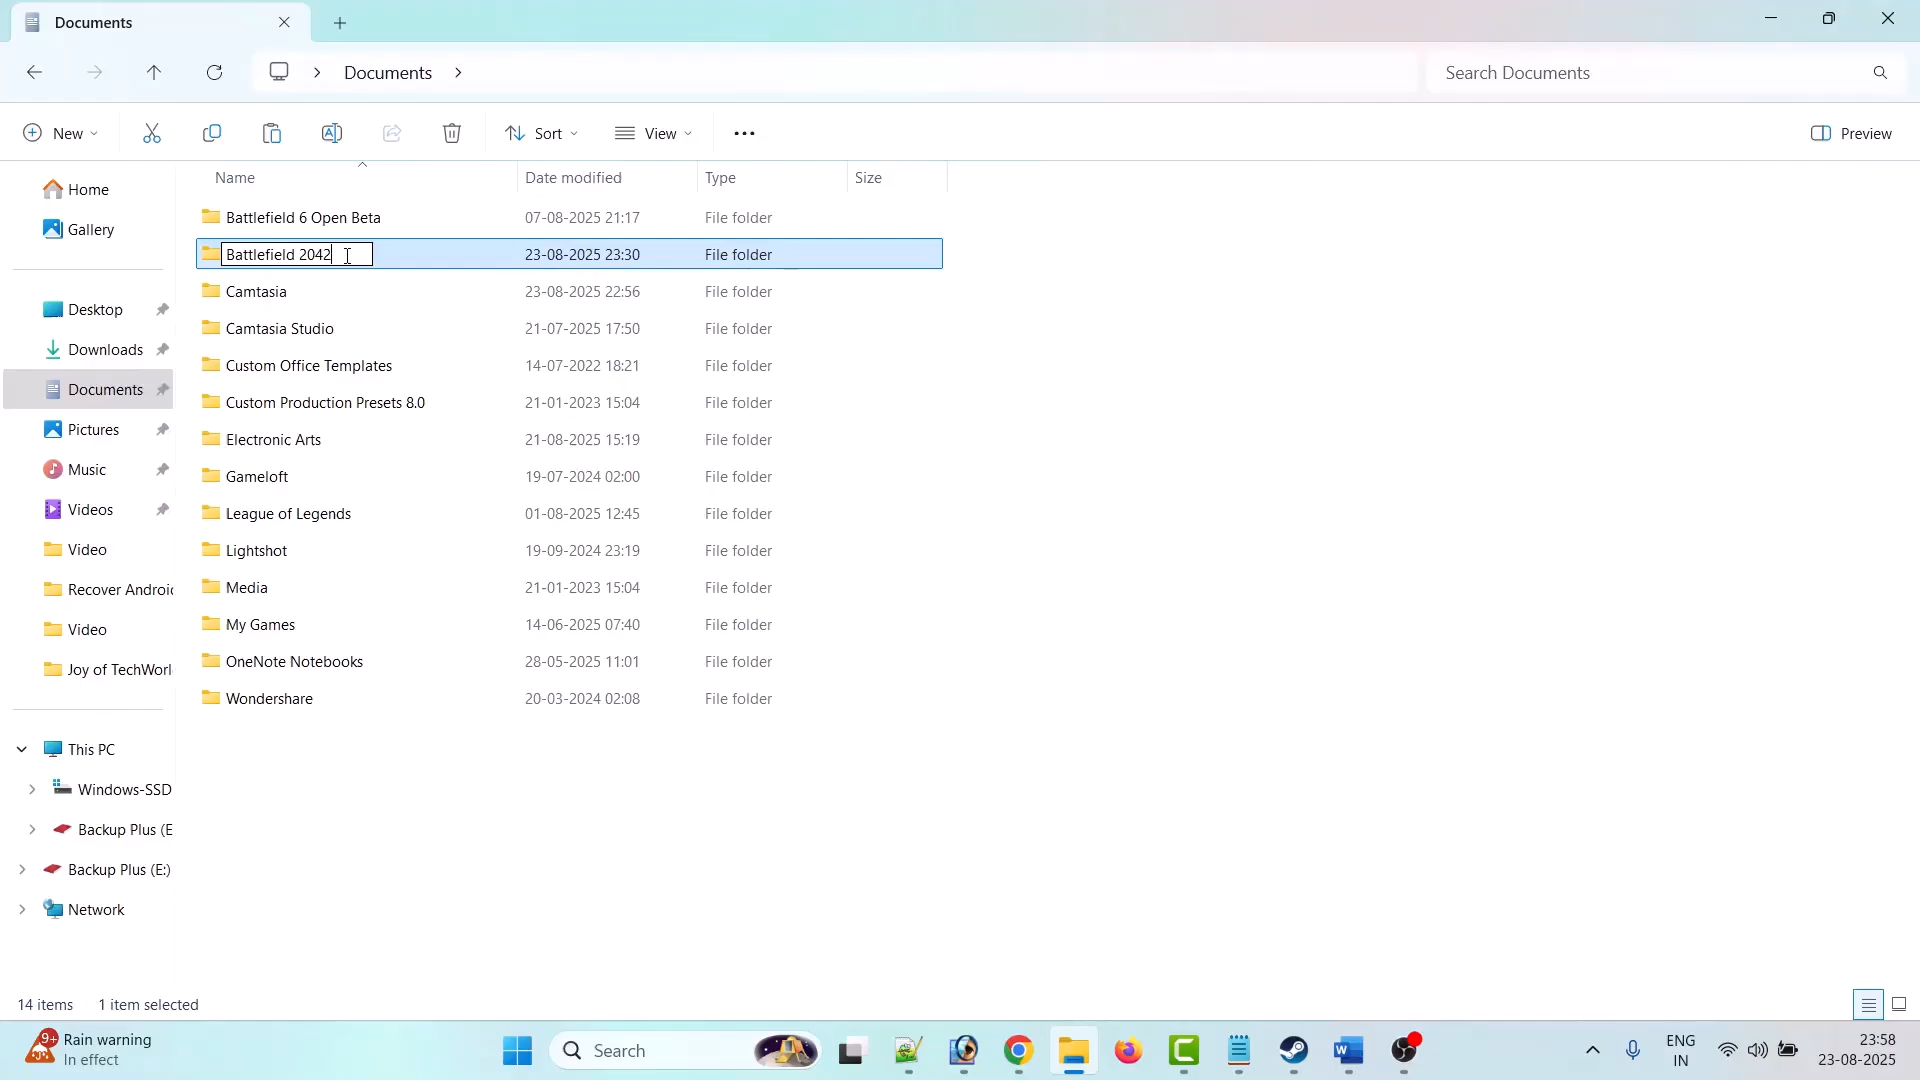 Documents
Documents
Search Documents
New
Sort
View
Preview
Name
Date modified
Type
Size
Home
Gallery
Desktop
Downloads
Documents
Pictures
Music
Videos
Video
Recover Androic
Video
Joy of TechWorl
This PC
Windows-SSD
Backup Plus (E
Backup Plus (E:)
Network
Battlefield 6 Open Beta 07-08-2025 21:17 File folder
Battlefield 2042 23-08-2025 23:30 File folder
Camtasia 23-08-2025 22:56 File folder
Camtasia Studio 21-07-2025 17:50 File folder
Custom Office Templates 14-07-2022 18:21 File folder
Custom Production Presets 8.0 21-01-2023 15:04 File folder
Electronic Arts 21-08-2025 15:19 File folder
Gameloft 19-07-2024 02:00 File folder
League of Legends 01-08-2025 12:45 File folder
Lightshot 19-09-2024 23:19 File folder
Media 21-01-2023 15:04 File folder
My Games 14-06-2025 07:40 File folder
OneNote Notebooks 28-05-2025 11:01 File folder
Wondershare 20-03-2024 02:08 File folder
14 items 1 item selected
9+
Rain warning
In effect
Search
ENG
IN
23:58
23-08-2025